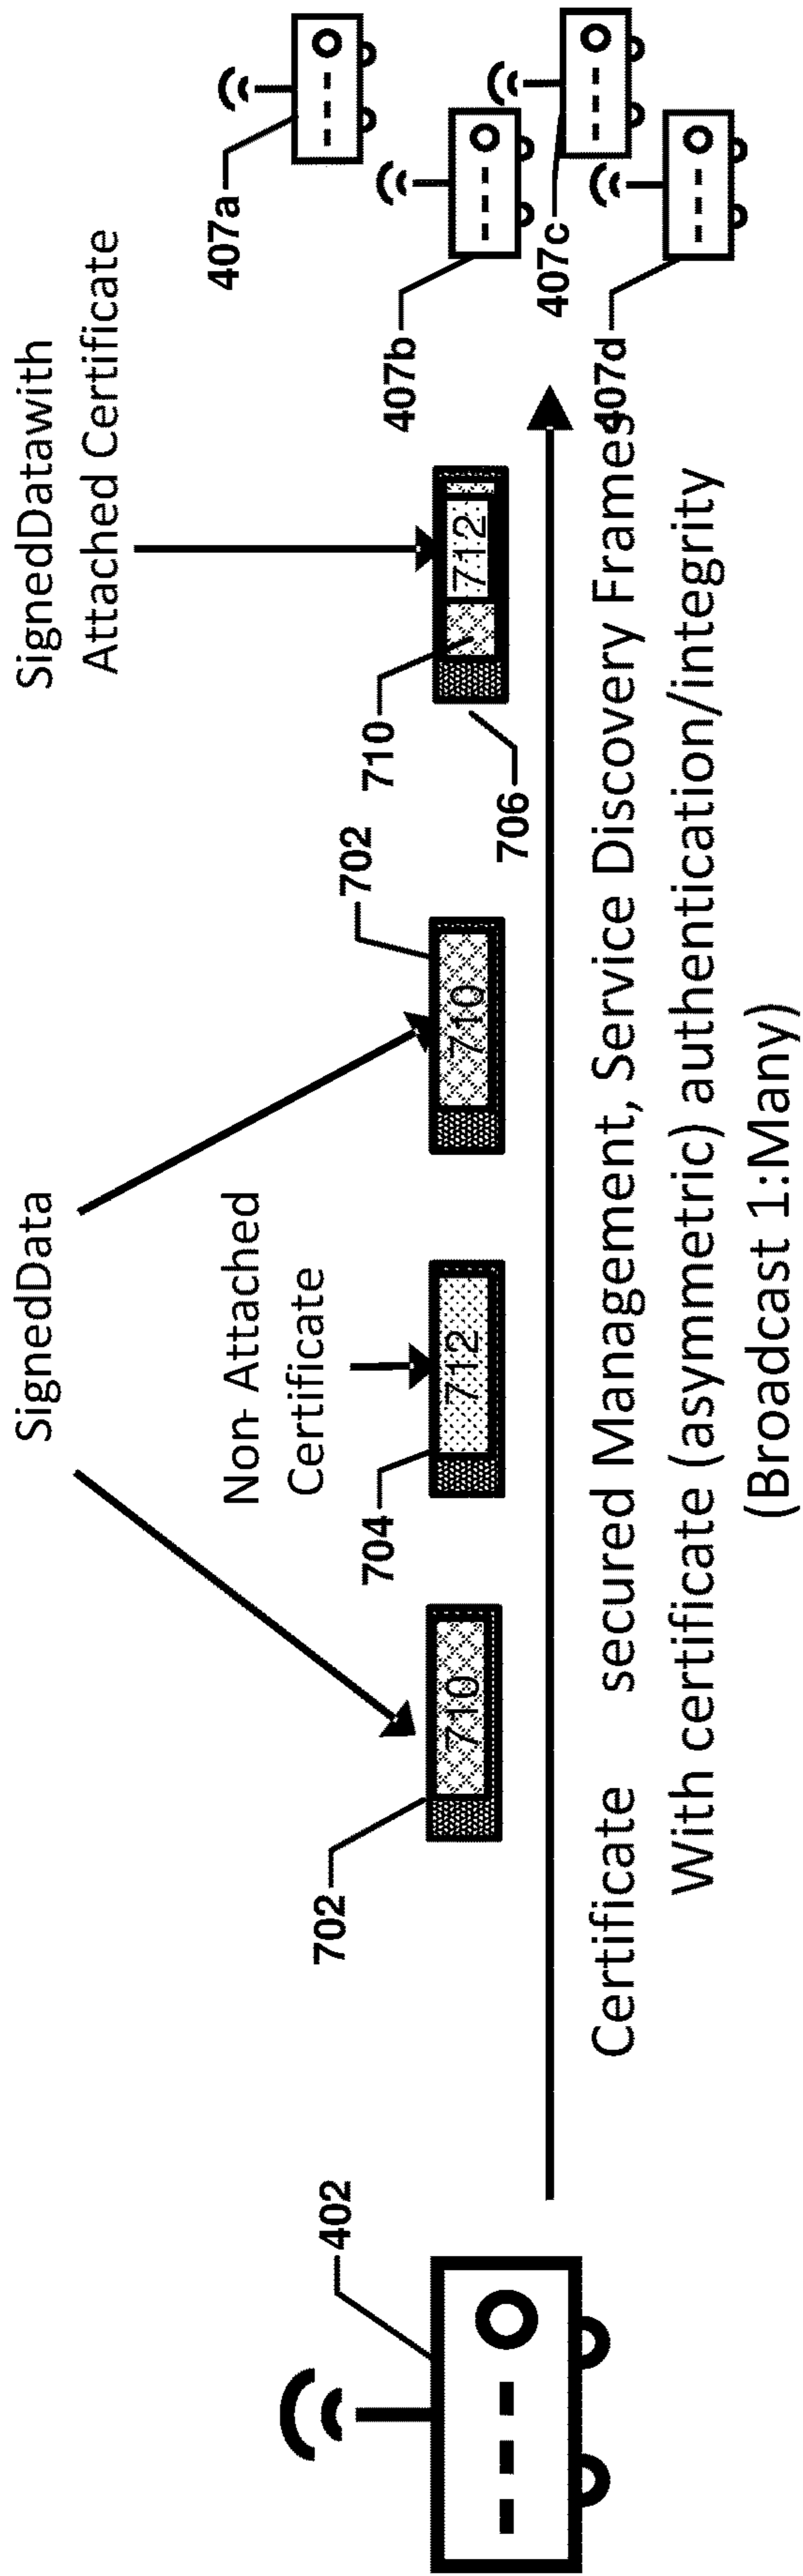 SignedData
SignedDatawith
Attached Certificate
Non- Attached
Certificate
402
702
704
702
710
706
407a
407b
407c
407d
710
712
710
712
Certificate secured Management, Service Discovery Frames
With certificate (asymmetric) authentication/integrity
(Broadcast 1:Many)